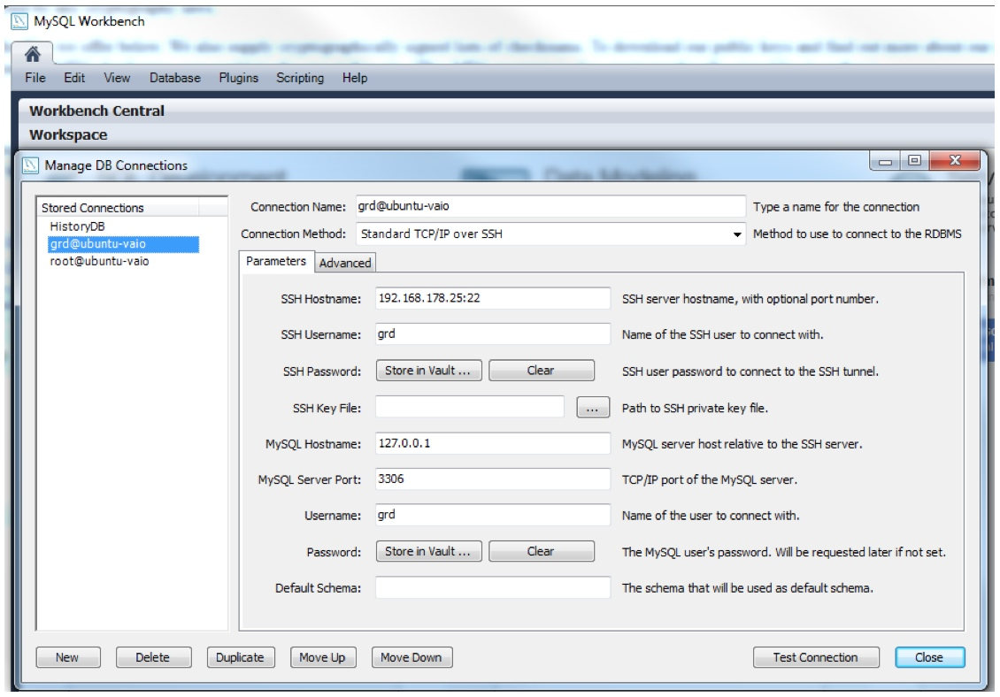 MySQL Workbench
File Edit View Database Plugins Scripting Help
Workbench Central
Workspace
Manage DB Connections
Stored Connections
HistoryDB
grd@ubuntu-vaio
root@ubuntu-vaio
Connection Name: grd@ubuntu-vaio Type a name for the connection
Connection Method: Standard TCP/IP over SSH Method to use to connect to the RDBMS
Parameters Advanced
SSH Hostname: 192.168.178.25:22 SSH server hostname, with optional port number.
SSH Username: grd Name of the SSH user to connect with.
SSH Password: Store in Vault ... Clear SSH user password to connect to the SSH tunnel.
SSH Key File: ... Path to SSH private key file.
MySQL Hostname: 127.0.0.1 MySQL server host relative to the SSH server.
MySQL Server Port: 3306 TCP/IP port of the MySQL server.
Username: grd Name of the user to connect with.
Password: Store in Vault ... Clear The MySQL user's password. Will be requested later if not set.
Default Schema: The schema that will be used as default schema.
New Delete Duplicate Move Up Move Down Test Connection Close